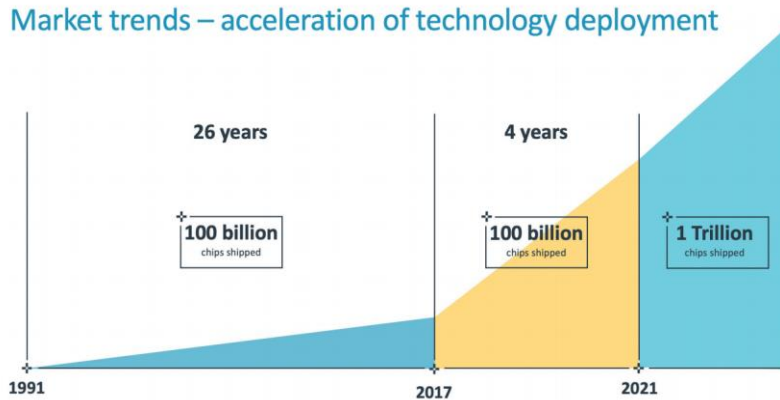 Market trends – acceleration of technology deployment
26 years
4 years
100 billion
chips shipped
100 billion
chips shipped
1 Trillion
chips shipped
1991
2017
2021